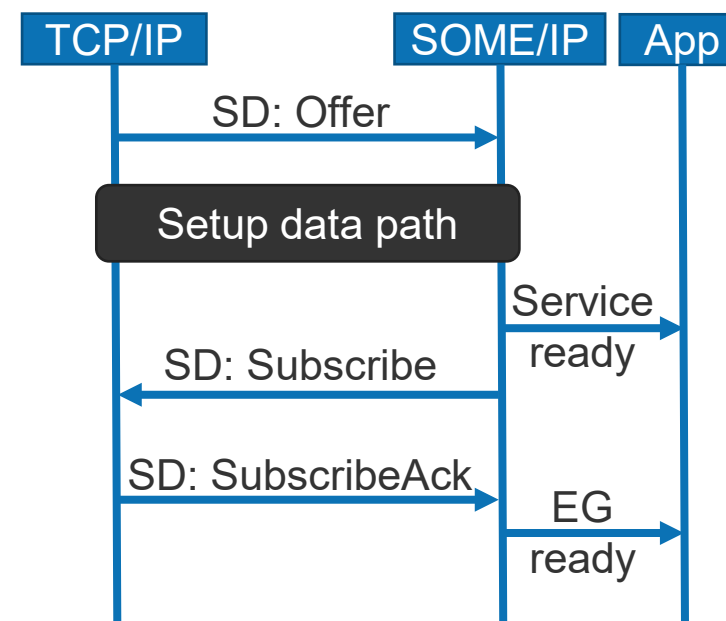 TCP/IP SOME/IP App
SD: Offer
Setup data path
Service
ready
SD: Subscribe
SD: SubscribeAck
EG
ready